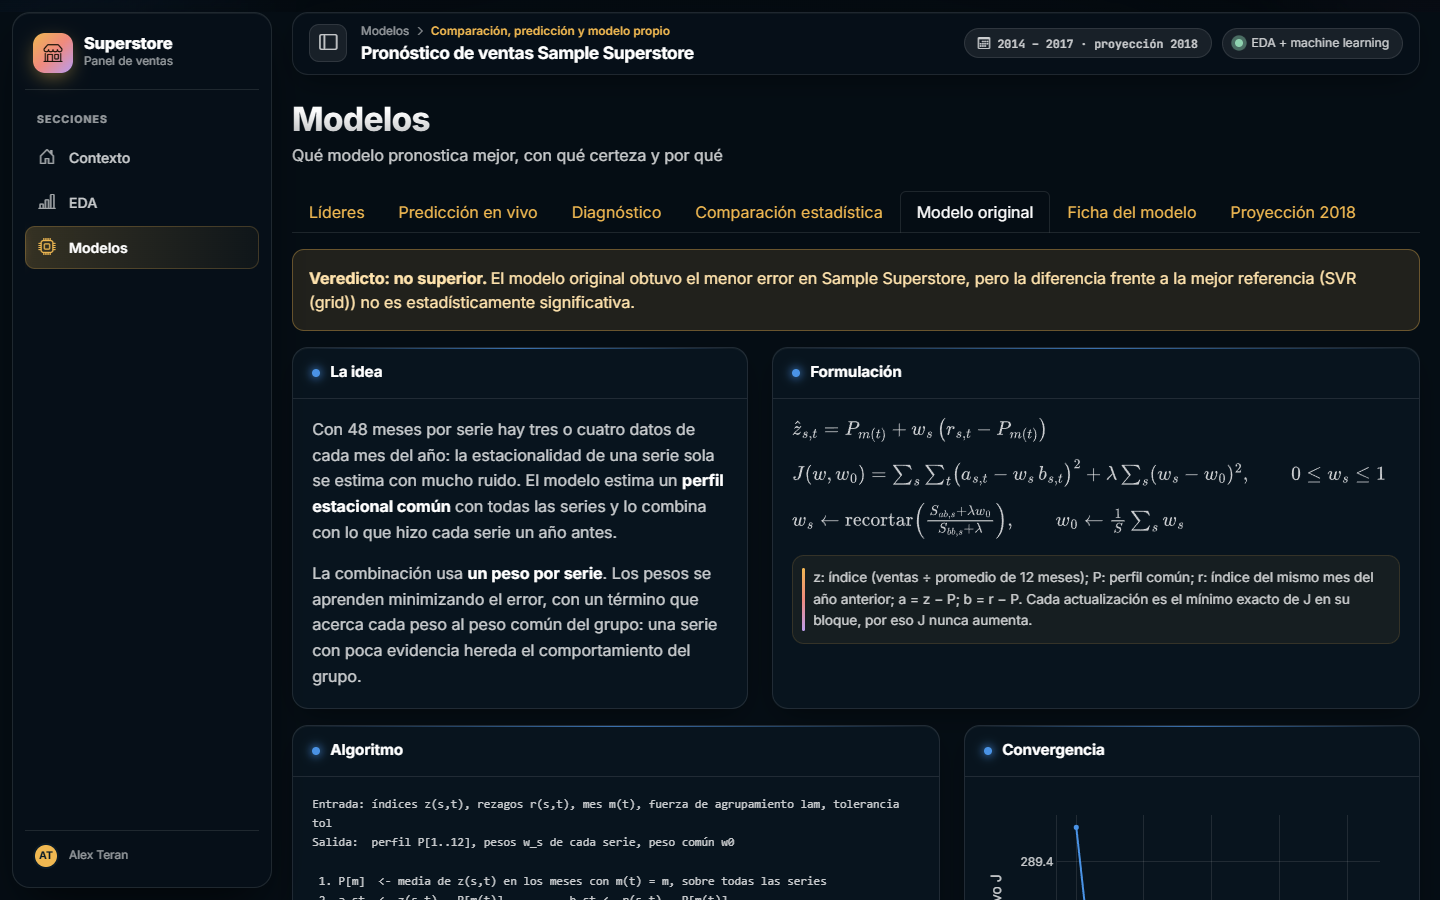 Superstore
Panel de ventas
SECCIONES
Contexto
EDA
Modelos
AT Alex Teran
Modelos > Comparación, predicción y modelo propio
Pronóstico de ventas Sample Superstore
2014 – 2017 · proyección 2018
EDA + machine learning
Modelos
Qué modelo pronostica mejor, con qué certeza y por qué
Líderes Predicción en vivo Diagnóstico Comparación estadística Modelo original Ficha del modelo Proyección 2018
Veredicto: no superior. El modelo original obtuvo el menor error en Sample Superstore, pero la diferencia frente a la mejor referencia (SVR
(grid)) no es estadísticamente significativa.
La idea
Con 48 meses por serie hay tres o cuatro datos de
cada mes del año: la estacionalidad de una serie sola
se estima con mucho ruido. El modelo estima un perfil
estacional común con todas las series y lo combina
con lo que hizo cada serie un año antes.
La combinación usa un peso por serie. Los pesos se
aprenden minimizando el error, con un término que
acerca cada peso al peso común del grupo: una serie
con poca evidencia hereda el comportamiento del
grupo.
Formulación
ẑ_{s,t} = P_{m(t)} + w_s (r_{s,t} − P_{m(t)})
J(w, w_0) = ∑_s ∑_t (a_{s,t} − w_s b_{s,t})^2 + λ ∑_s (w_s − w_0)^2, 0 ≤ w_s ≤ 1
w_s ← recortar( (S_{ab,s} + λw_0) / (S_{bb,s} + λ) ), w_0 ← 1/S ∑_s w_s
z: índice (ventas ÷ promedio de 12 meses); P: perfil común; r: índice del mismo mes del
año anterior; a = z − P; b = r − P. Cada actualización es el mínimo exacto de J en su
bloque, por eso J nunca aumenta.
Algoritmo
Entrada: índices z(s,t), rezagos r(s,t), mes m(t), fuerza de agrupamiento lam, tolerancia
tol
Salida: perfil P[1..12], pesos w_s de cada serie, peso común w0
1. P[m] <- media de z(s,t) en los meses con m(t) = m, sobre todas las series
Convergencia
289.4
vo J